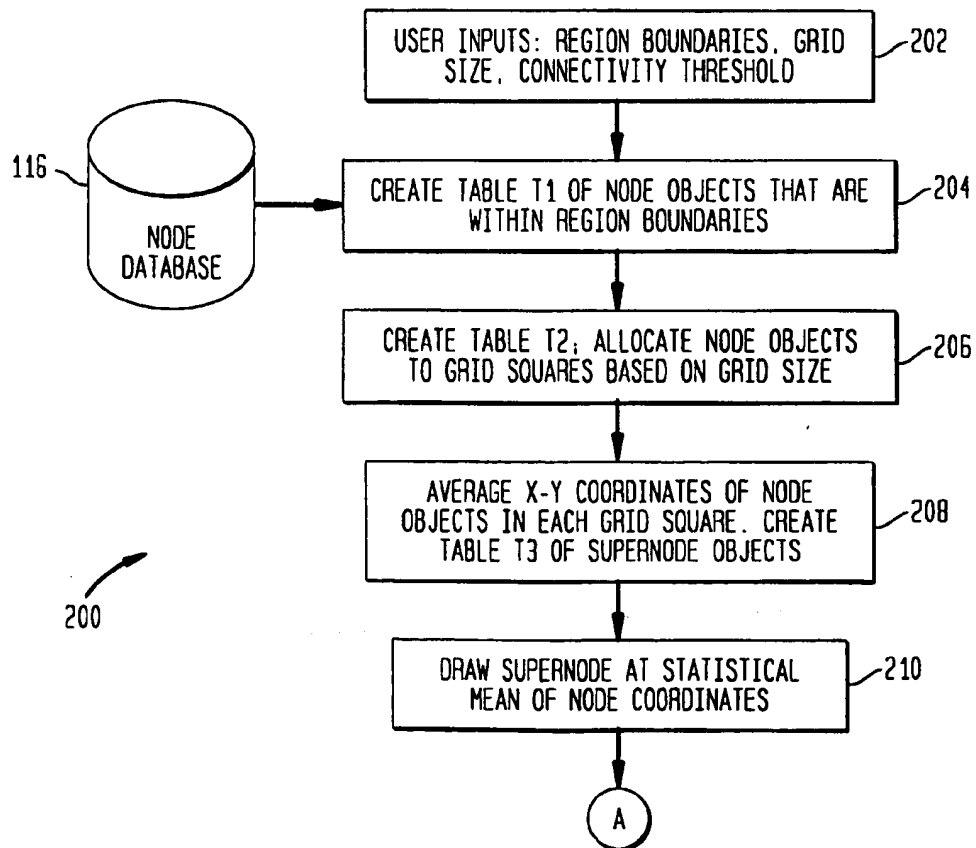 USER INPUTS: REGION BOUNDARIES, GRID
SIZE, CONNECTIVITY THRESHOLD
202
116
NODE
DATABASE
CREATE TABLE T1 OF NODE OBJECTS THAT ARE
WITHIN REGION BOUNDARIES
204
CREATE TABLE T2; ALLOCATE NODE OBJECTS
TO GRID SQUARES BASED ON GRID SIZE
206
AVERAGE X-Y COORDINATES OF NODE
OBJECTS IN EACH GRID SQUARE. CREATE
TABLE T3 OF SUPERNODE OBJECTS
208
200
DRAW SUPERNODE AT STATISTICAL
MEAN OF NODE COORDINATES
210
A